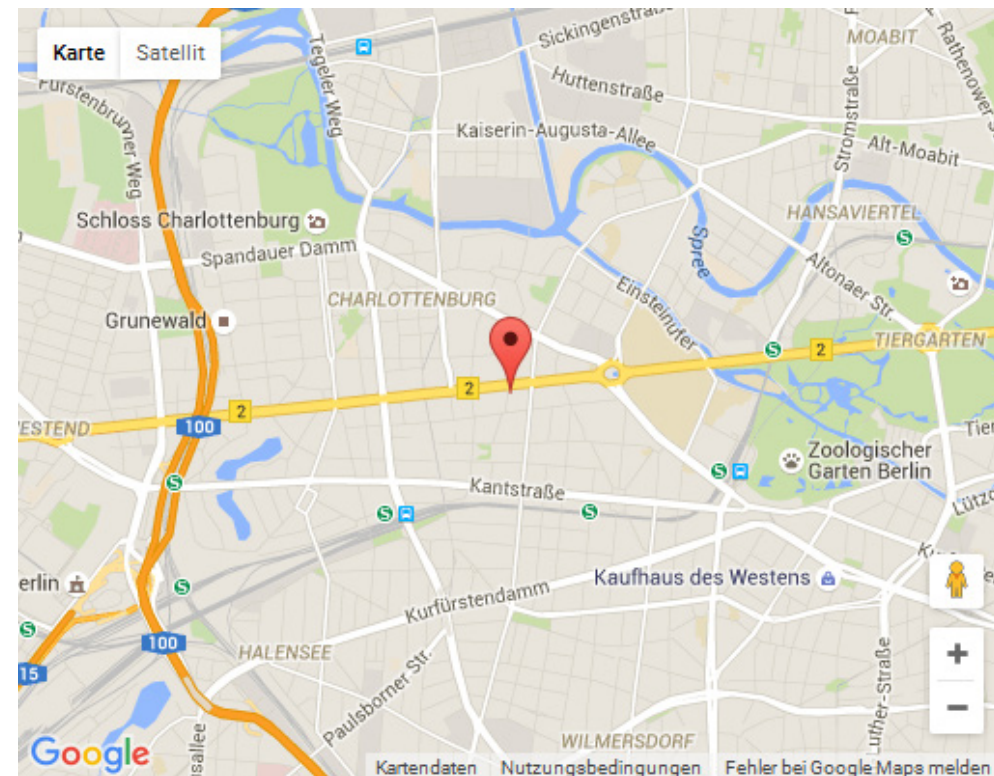 Karte
Satellit
Sickingenstraße
MOABIT
Rathenower
Tegeler Weg
Huttenstraße
Stromstraße
Fürstenbrunner Weg
Kaiserin-Augusta-Allee
Alt-Moabit
Schloss Charlottenburg
HANSAVIERTEL
S
Spandauer Damm
Spree
Altonaer Str.
Einsteinufer
CHARLOTTENBURG
Grunewald
TIERGARTEN
S
2
2
2
100
WESTEND
Zoologischer
Garten Berlin
S
S
Kantstraße
S
S
erlin
S
S
Kaufhaus des Westens
Kurfürstendamm
100
HALENSEE
15
Paulsborner Str.
-Luther-Straße
WILMERSDORF
isallee
Google
Kartendaten
Nutzungsbedingungen
Fehler bei Google Maps melden